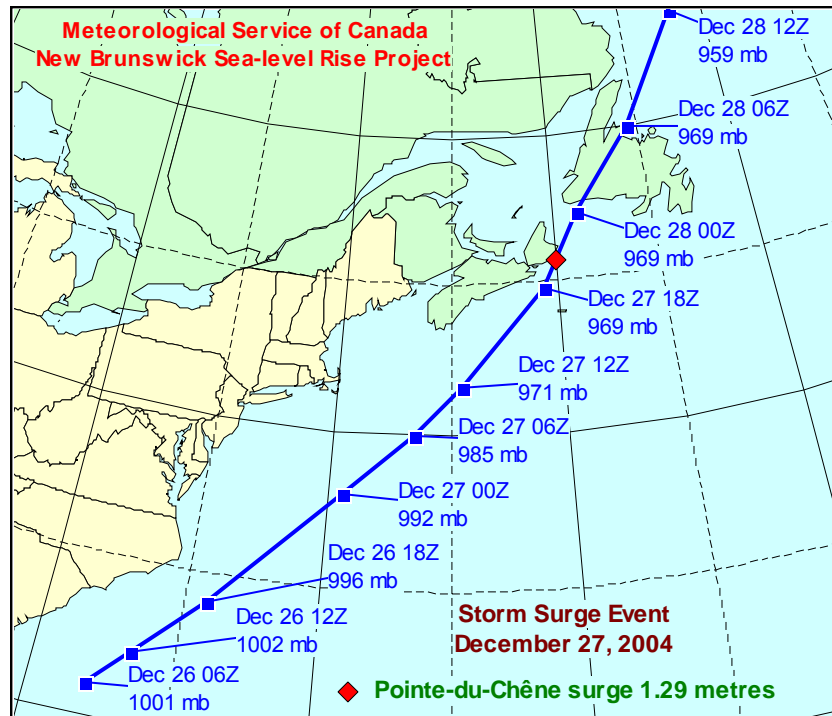 Meteorological Service of Canada
New Brunswick Sea-level Rise Project
Dec 28 12Z
959 mb
Dec 28 06Z
969 mb
Dec 28 00Z
969 mb
Dec 27 18Z
969 mb
Dec 27 12Z
971 mb
Dec 27 06Z
985 mb
Dec 27 00Z
992 mb
Dec 26 18Z
996 mb
Dec 26 12Z
1002 mb
Dec 26 06Z
1001 mb
Storm Surge Event
December 27, 2004
Pointe-du-Chêne surge 1.29 metres